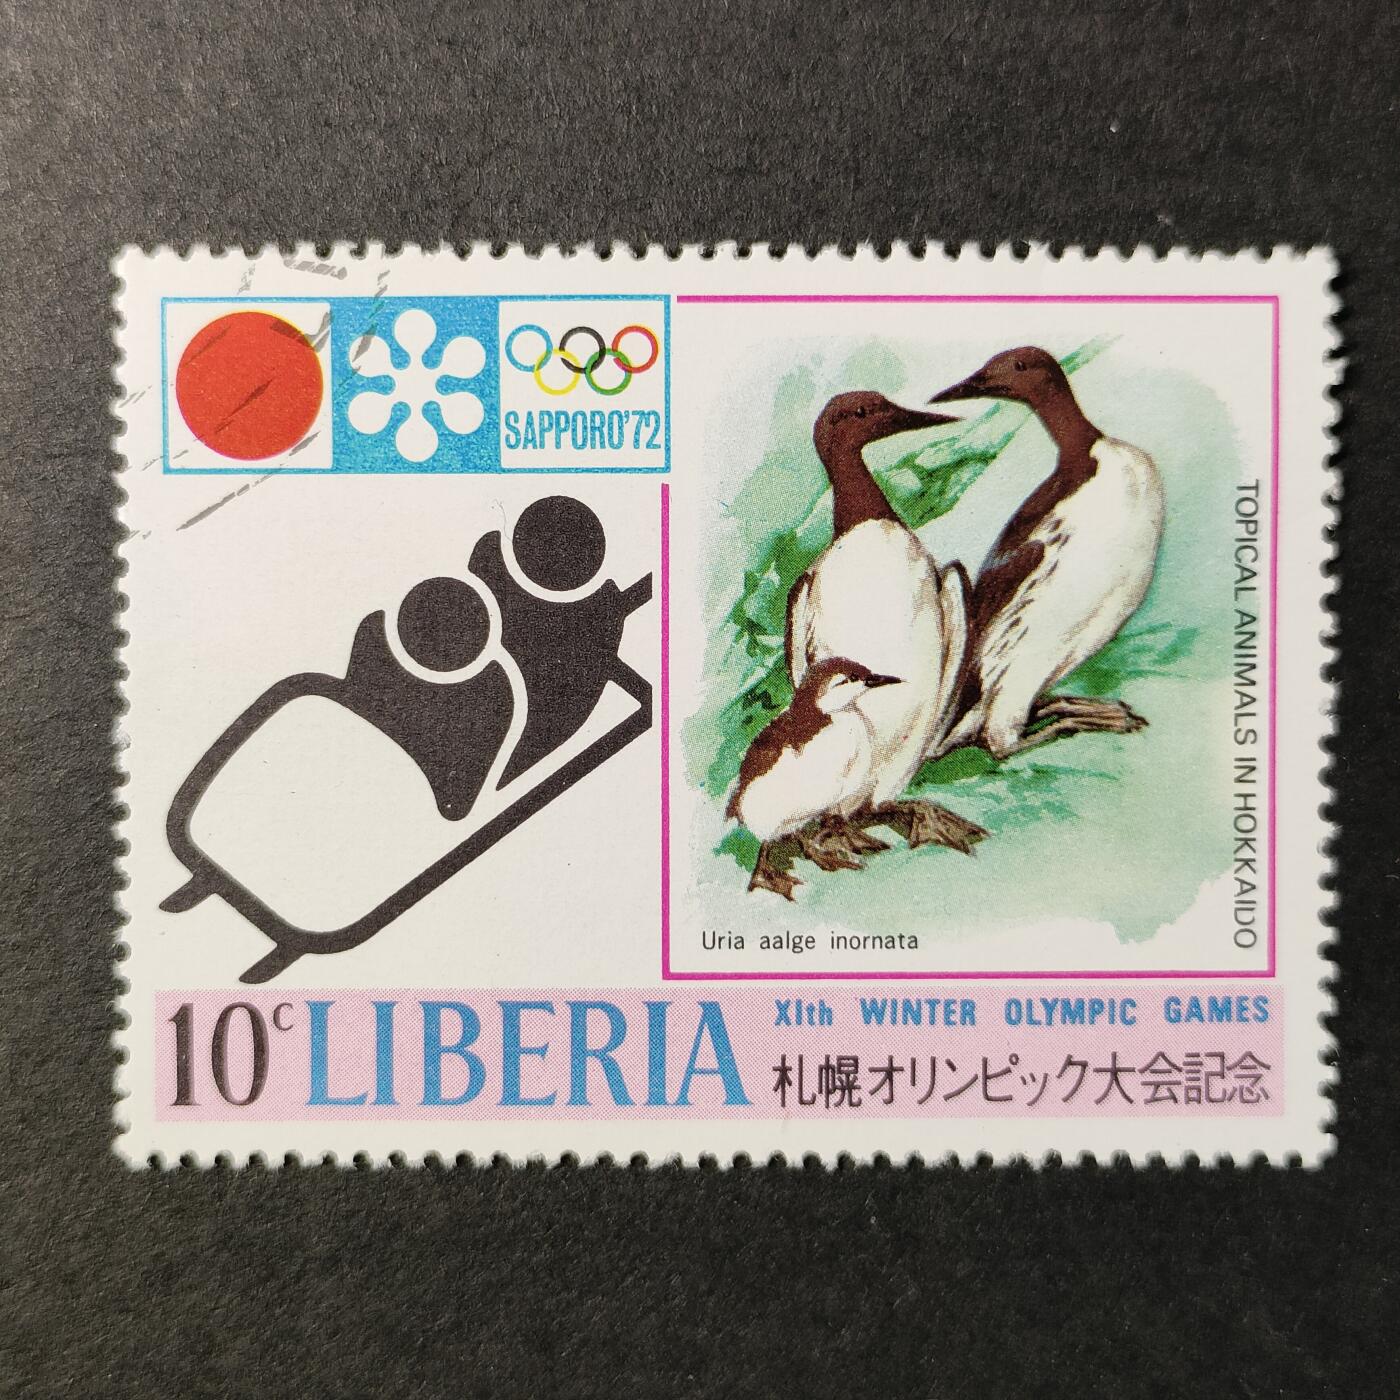 SAPPORO'72
TOPICAL ANIMALS IN HOKKAIDO
Uria aalge inornata
10c LIBERIA
XIth WINTER OLYMPIC GAMES
札幌オリンピック大会記念